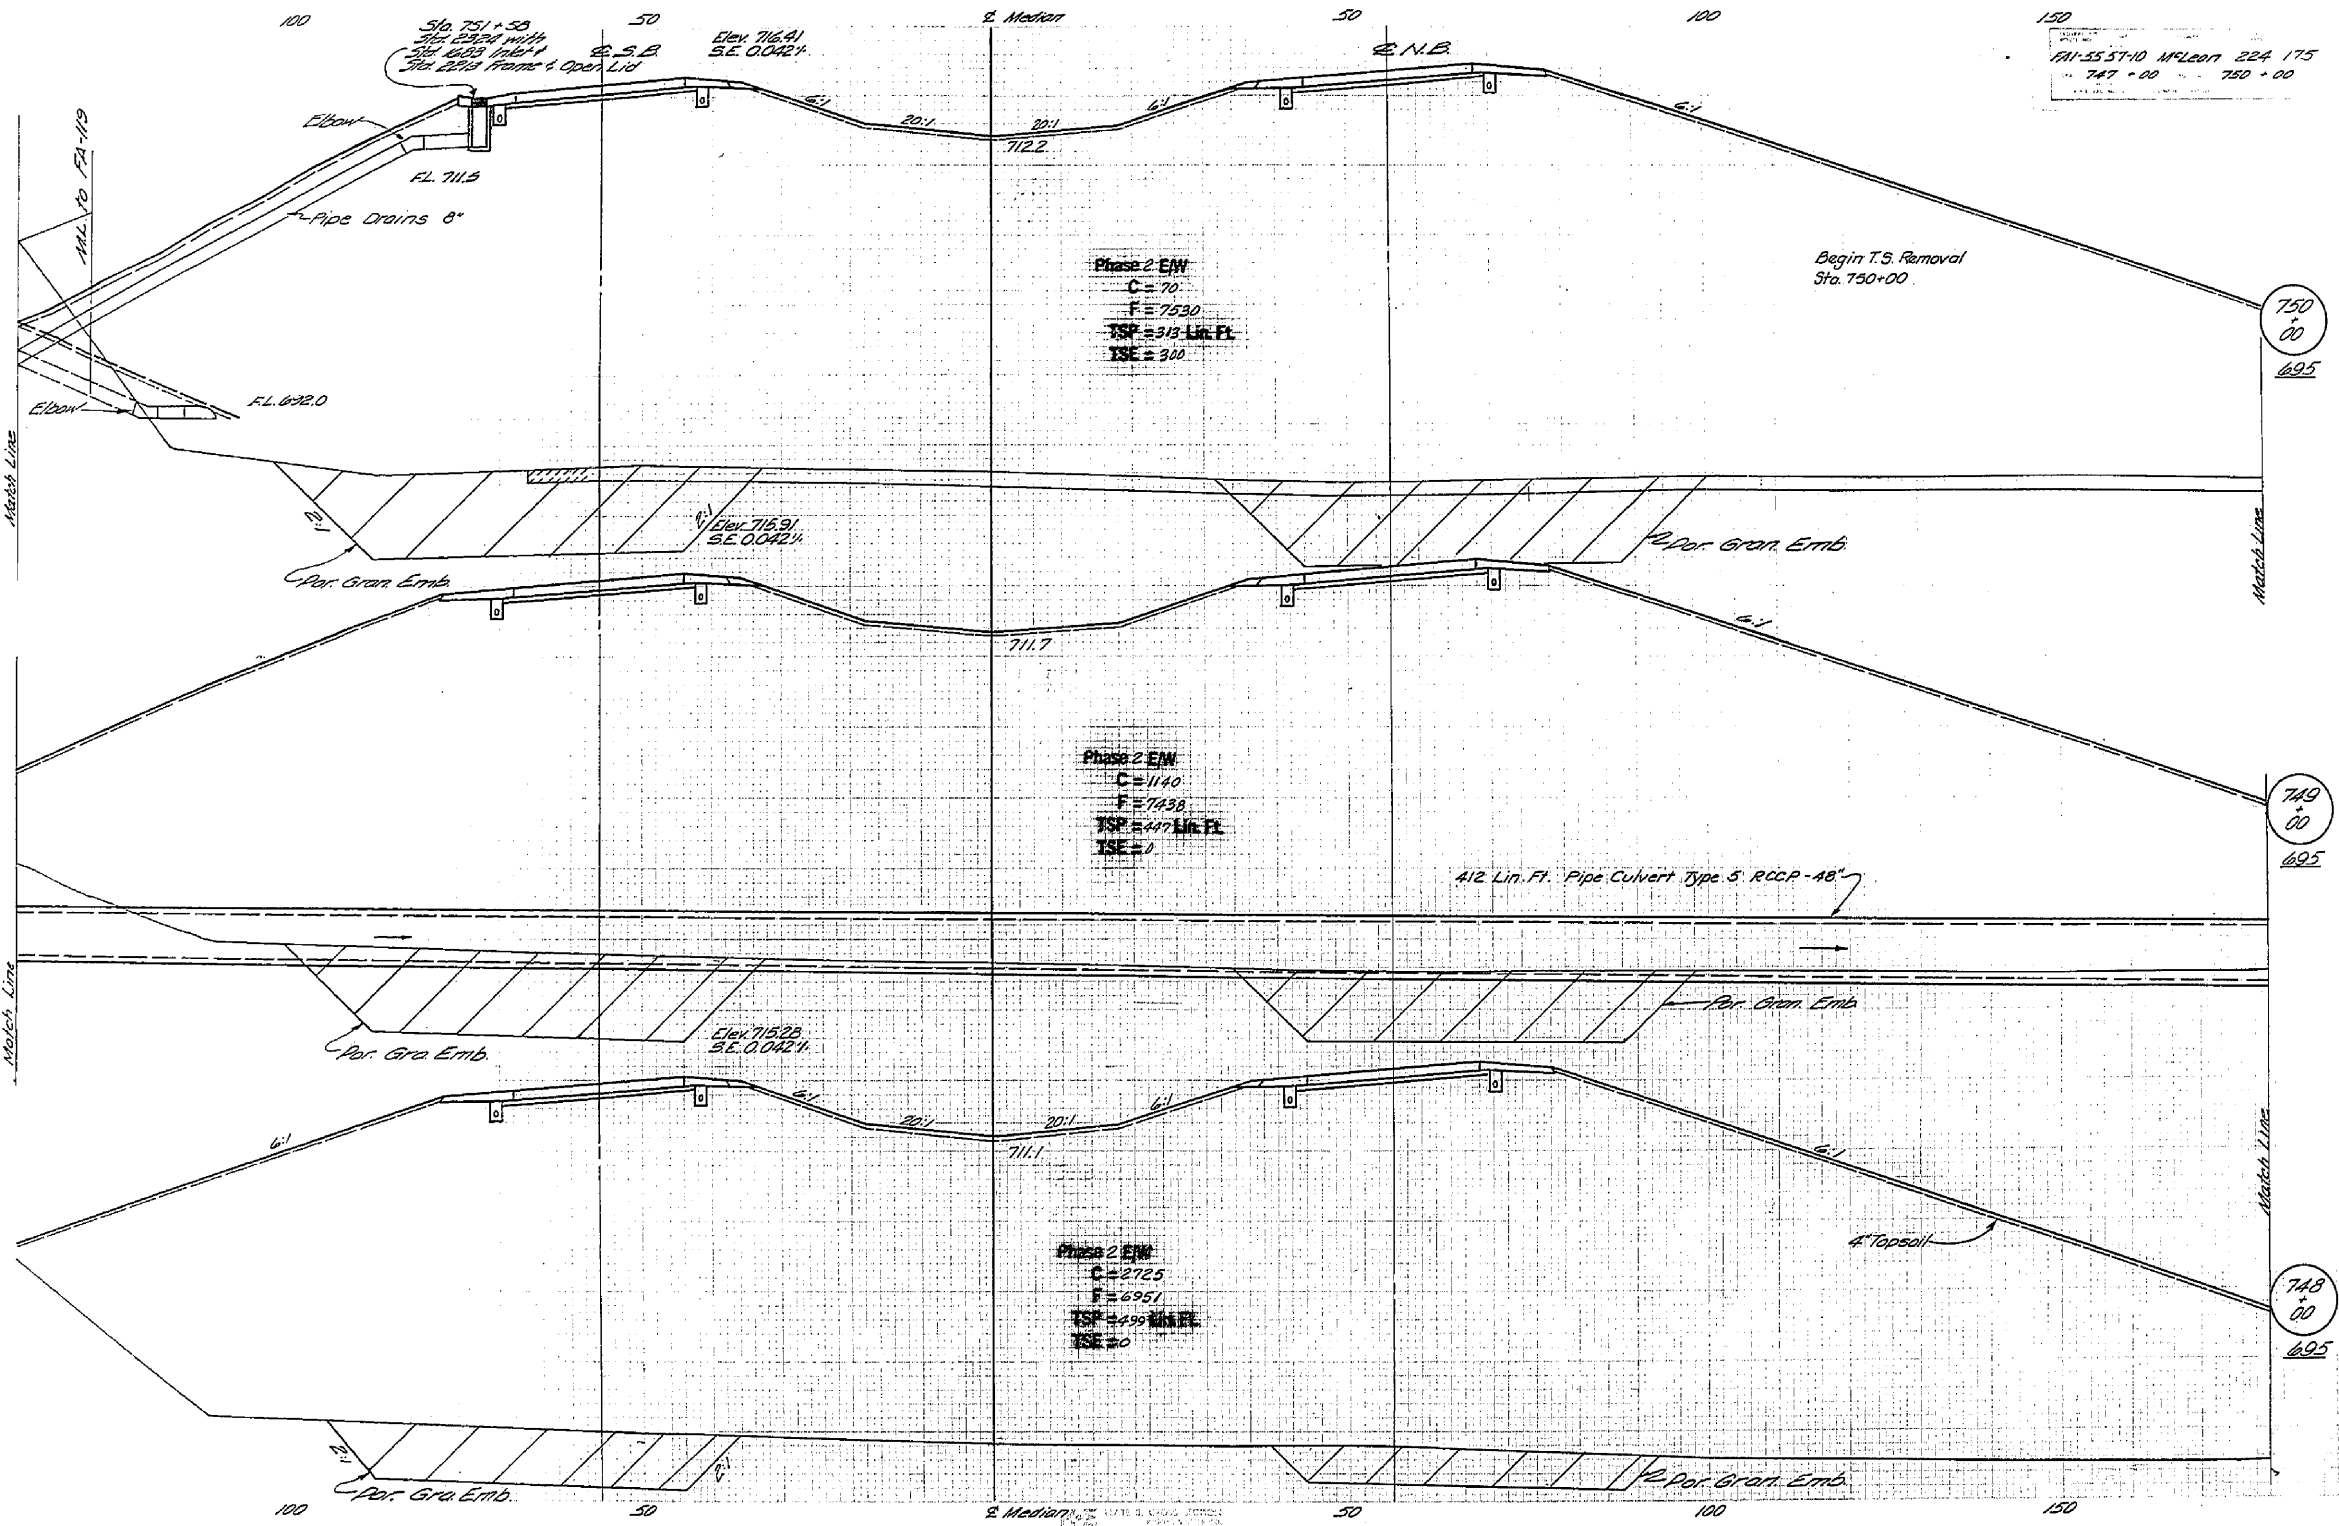 100
50
℄ Median
50
100
150
Sta. 751+58
Std. 2324 with
Std. 1683 Inlet &
Std. 2213 Frame & Open Lid
℄ S.B.
Elev. 716.41
S.E. 0.042'/'
℄ N.B.
FAI-55 57-10 McLean 224 175
747 + 00 750 + 00
M.L. to FA-119
Elbow
6:1
20:1
20:1
6:1
6:1
712.2
F.L. 711.5
Pipe Drains 8"
Phase 2 E/W
C = 70
F = 7530
TSP = 313 Lin. Ft.
TSE = 300
Begin T.S. Removal
Sta. 750+00
750
+
00
695
Elbow
F.L. 692.0
Match Line
2:1
2:1
Elev. 715.91
S.E. 0.042'/'
Por. Gran. Emb.
Por. Gran. Emb.
Match Line
711.7
6:1
Phase 2 E/W
C = 1140
F = 7438
TSP = 447 Lin. Ft.
TSE = 0
749
+
00
695
412 Lin. Ft. Pipe Culvert Type 5 RCCP - 48"
Match Line
Por. Gra. Emb.
Elev. 715.28
S.E. 0.042'/'
Por. Gran. Emb.
6:1
6:1
20:1
20:1
6:1
6:1
711.1
Match Line
Phase 2 E/W
C = 2725
F = 6951
TSP = 499 Lin. Ft.
TSE = 0
4" Topsoil
748
+
00
695
2:1
2:1
Por. Gra. Emb.
Por. Gran. Emb.
100
50
℄ Median
50
100
150